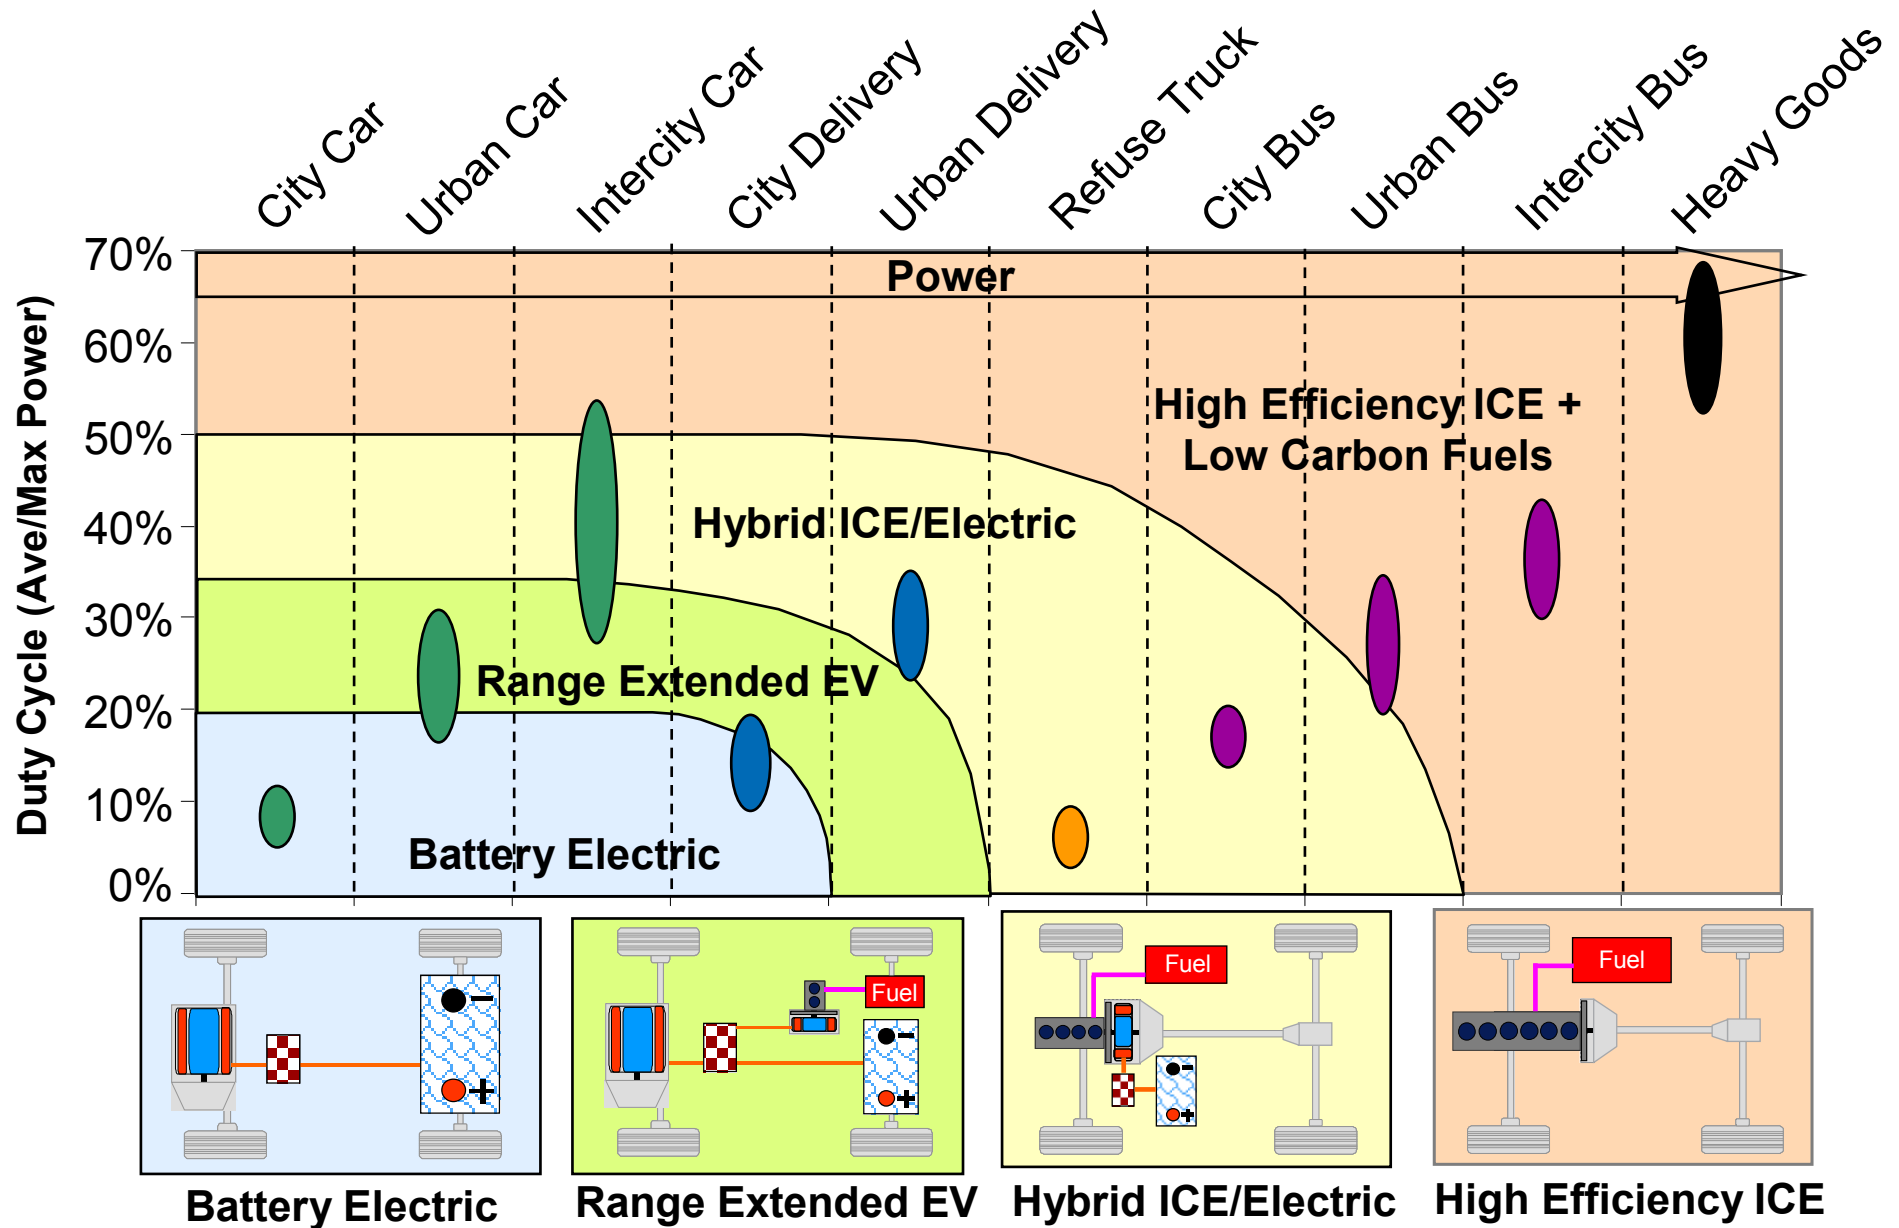 City Car
Urban Car
Intercity Car
City Delivery
Urban Delivery
Refuse Truck
City Bus
Urban Bus
Intercity Bus
Heavy Goods
Duty Cycle (Ave/Max Power)
70%
60%
50%
40%
30%
20%
10%
0%
Power
High Efficiency ICE +
Low Carbon Fuels
Hybrid ICE/Electric
Range Extended EV
Battery Electric
- 
+
Fuel
-
+
Fuel
-
+
Fuel
Battery Electric
Range Extended EV
Hybrid ICE/Electric
High Efficiency ICE